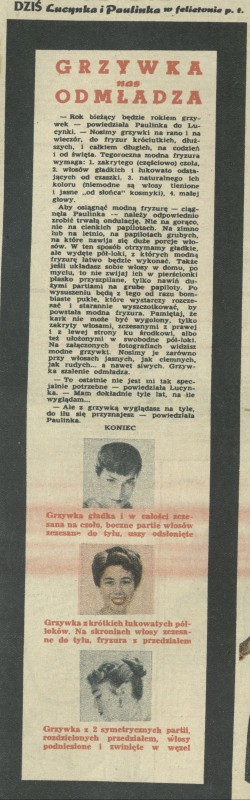 DZIŚ Lucynka i Paulinka w felietonie p. t.
GRZYWKA
nas
ODMŁADZA
— Rok bieżący będzie rokiem grzy-
wek — powiedziała Paulinka do Lu-
cynki. — Nosimy grzywki na rano i na
wieczór, do fryzur króciutkich, dłuż-
szych, i całkiem długich, na codzień
i od święta. Tegoroczna modna fryzura
wymaga: 1. zakrytego (częściowo) czoła,
2. włosów gładkich i łukowato odsta-
jących od czaszki, 3. naturalnego ich
koloru (niemodne są włosy tlenione
i jasne „od słońca" kosmyki), 4. małej
głowy.
Aby osiągnąć modną fryzurę — ciąg-
nęła Paulinka — należy odpowiednio
zrobić trwałą ondulację. Nie na gorąco,
nie na cienkich papilotach. Na zimno
lub na letnio, na papilotach grubych,
na które nawija się duże porcje wło-
sów. W ten sposób otrzymamy gładkie,
ale wydęte pół-loki, z których modną
fryzurę łatwo będzie wykonać. Także
jeśli układasz sobie włosy w domu, po
myciu, to nie zwijaj ich w pierścionki
płasko przyszpilane, tylko nawiń du-
żymi partiami na grube papiloty. Po
wysuszeniu będą z tego od razu bom-
biaste pukle, które wystarczy rozcze-
sać i starannie wyszczotkować, aby
powstała modna fryzura. Pamiętaj, że
kark nie może być wygolony, tylko
zakryty włosami, zczesanymi z prawej
i z lewej strony ku środkowi, albo
też ułożonymi w swobodne pół-loki.
Na załączonych fotografiach widzisz
modne grzywki. Nosimy je zarówno
przy włosach jasnych, jak ciemnych,
jak rudych... a nawet siwych. Grzyw-
ka szalenie odmładza.
— To ostatnie nie jest mi tak spec-
jalnie potrzebne — powiedziała Lucyn-
ka. — Mam dokładnie tyle lat, na ile
wyglądam...
— Ale z grzywką wyglądasz na tyle,
do ilu się przyznajesz — powiedziała
Paulinka.
KONIEC
Grzywka gładka i w całości zcze-
sana na czoło, boczne partie włosów
zczesane do tyłu, uszy odsłonięte
Grzywka z krótkich łukowatych pół-
loków. Na skroniach włosy zczesa-
ne do tyłu, fryzura z przedziałem
Grzywka z 2 symetrycznych partii,
rozdzielonych przedziałem, włosy
podniesione i zwinięte w węzeł